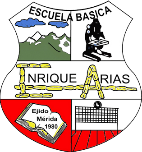 ESCUELA BASICA
ENRIQUE ARIAS
Ejido
Mérida
1980